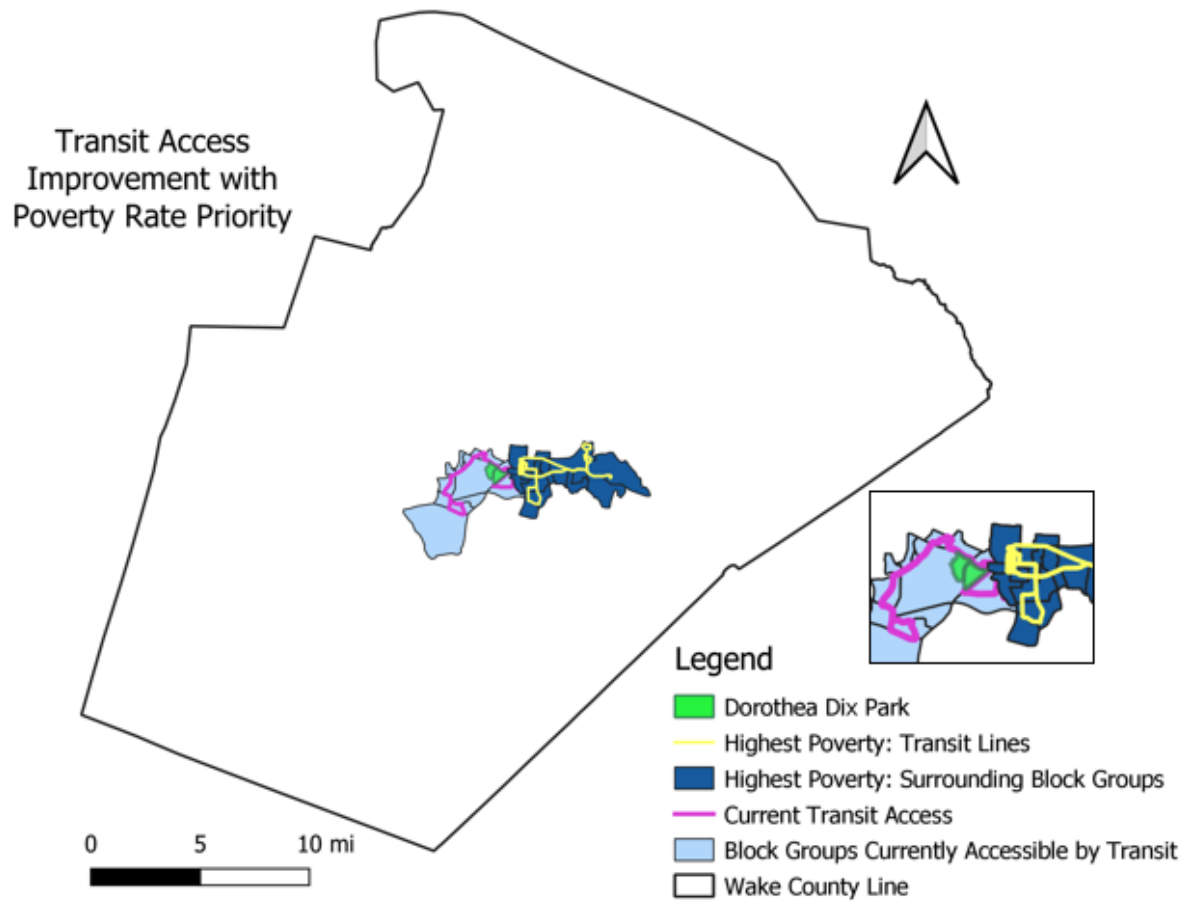 Transit Access
Improvement with
Poverty Rate Priority
Legend
Dorothea Dix Park
Highest Poverty: Transit Lines
Highest Poverty: Surrounding Block Groups
Current Transit Access
Block Groups Currently Accessible by Transit
Wake County Line
0 5 10 mi